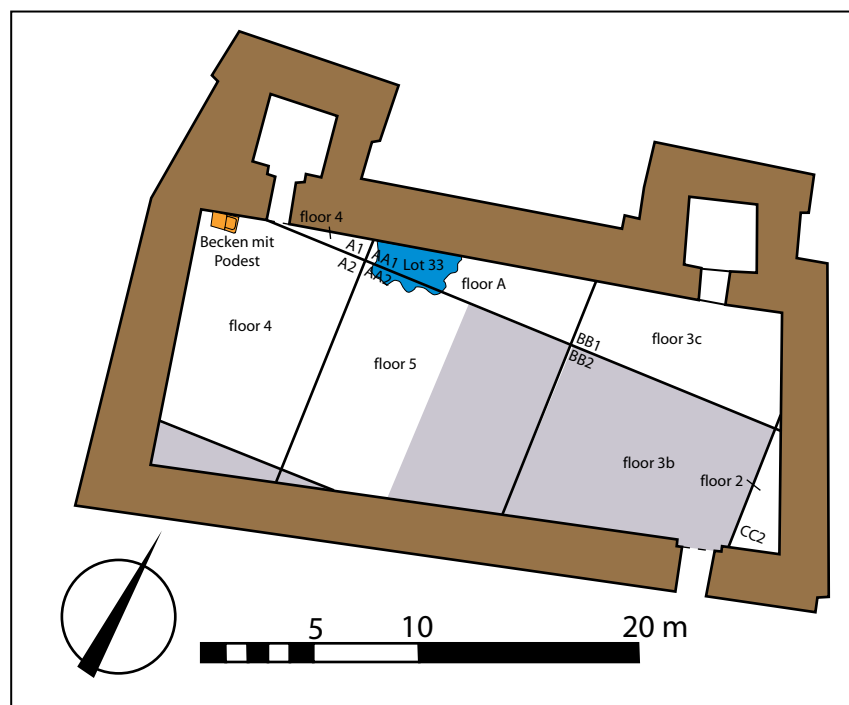 floor 4
A1
AA1
Lot 33
Becken mit
Podest
A2
AA2
floor A
floor 4
BB1
floor 3c
BB2
floor 5
floor 3b
floor 2
CC2
5
10
20 m